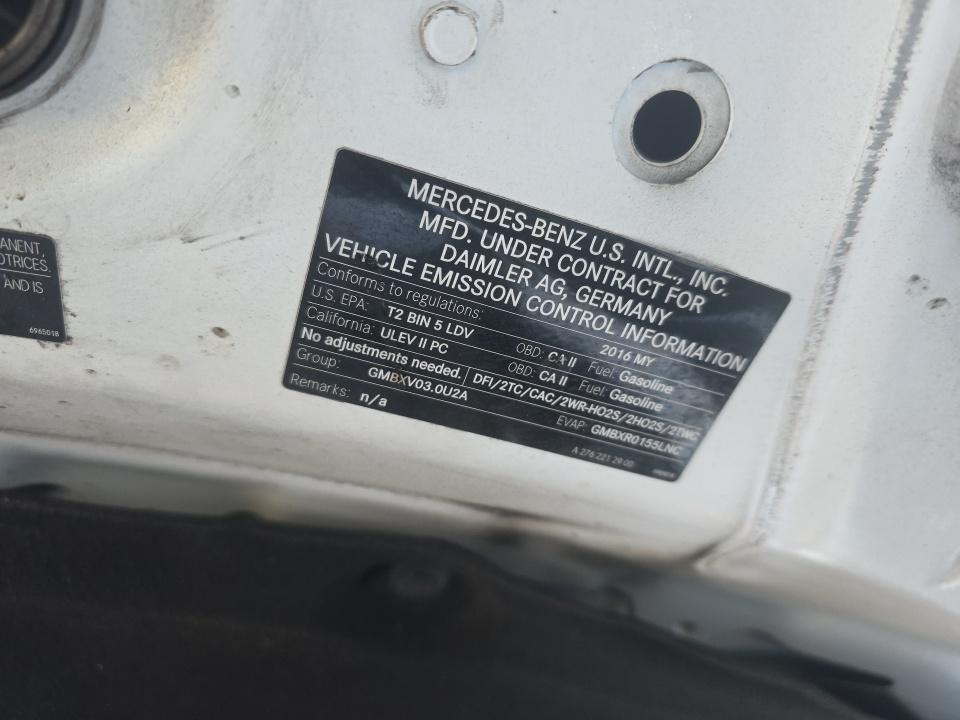 MERCEDES-BENZ U.S. INTL., INC.
MFD. UNDER CONTRACT FOR
DAIMLER AG, GERMANY
VEHICLE EMISSION CONTROL INFORMATION
Conforms to regulations: 2016 MY
U.S. EPA: T2 BIN 5 LDV OBD: CA II Fuel: Gasoline
California: ULEV II PC OBD: CA II Fuel: Gasoline
No adjustments needed. DFI/2TC/CAC/2WR-HO2S/2HO2S/2TWC
Group: GMBXV03.0U2A EVAP: GMBXR0155LNC
Remarks: n/a
A 276 221 29 00
ANENT,
OTRICES.
AND IS
6965018